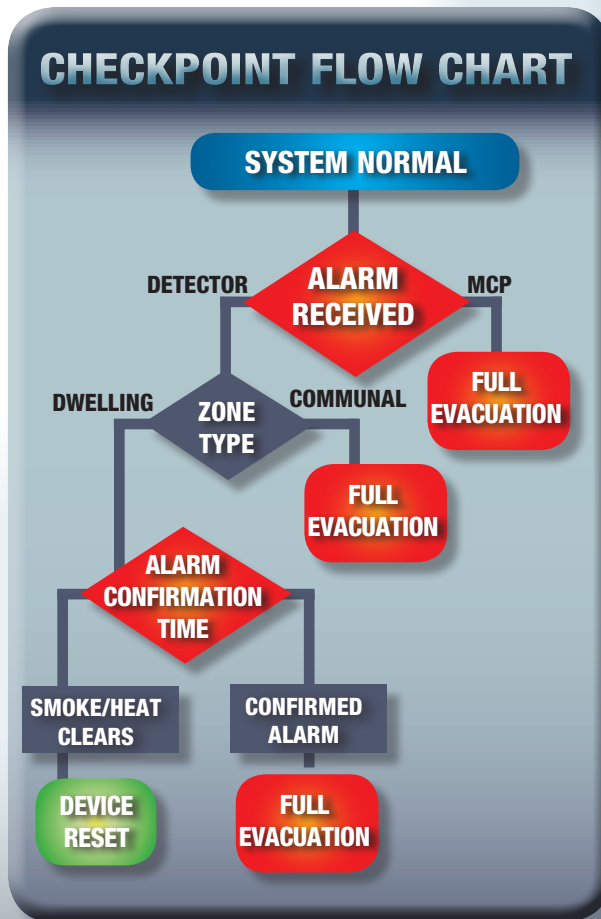 CHECKPOINT FLOW CHART
SYSTEM NORMAL
DETECTOR
ALARM
RECEIVED
MCP
FULL
EVACUATION
DWELLING
ZONE
TYPE
COMMUNAL
FULL
EVACUATION
ALARM
CONFIRMATION
TIME
SMOKE/HEAT
CLEARS
CONFIRMED
ALARM
DEVICE
RESET
FULL
EVACUATION